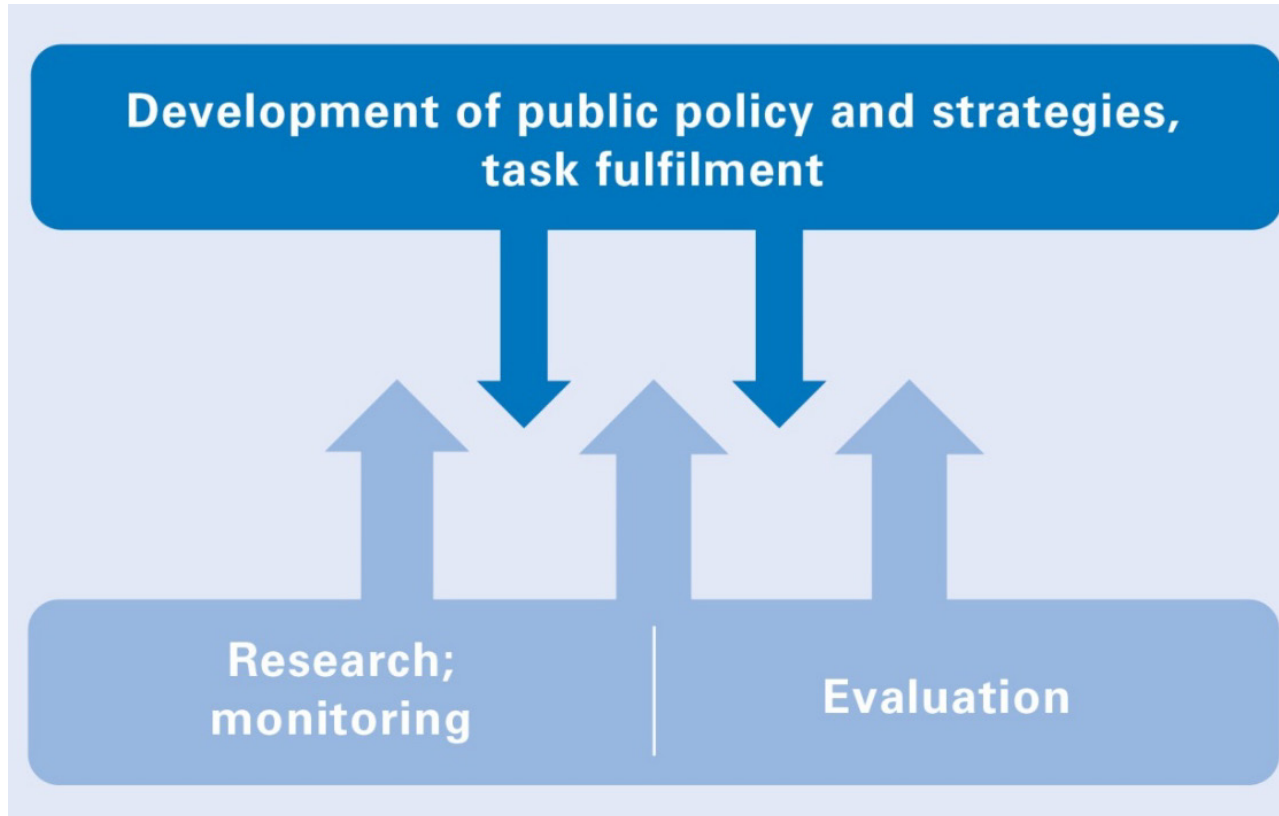 Development of public policy and strategies,
task fulfilment
Research;
monitoring
Evaluation